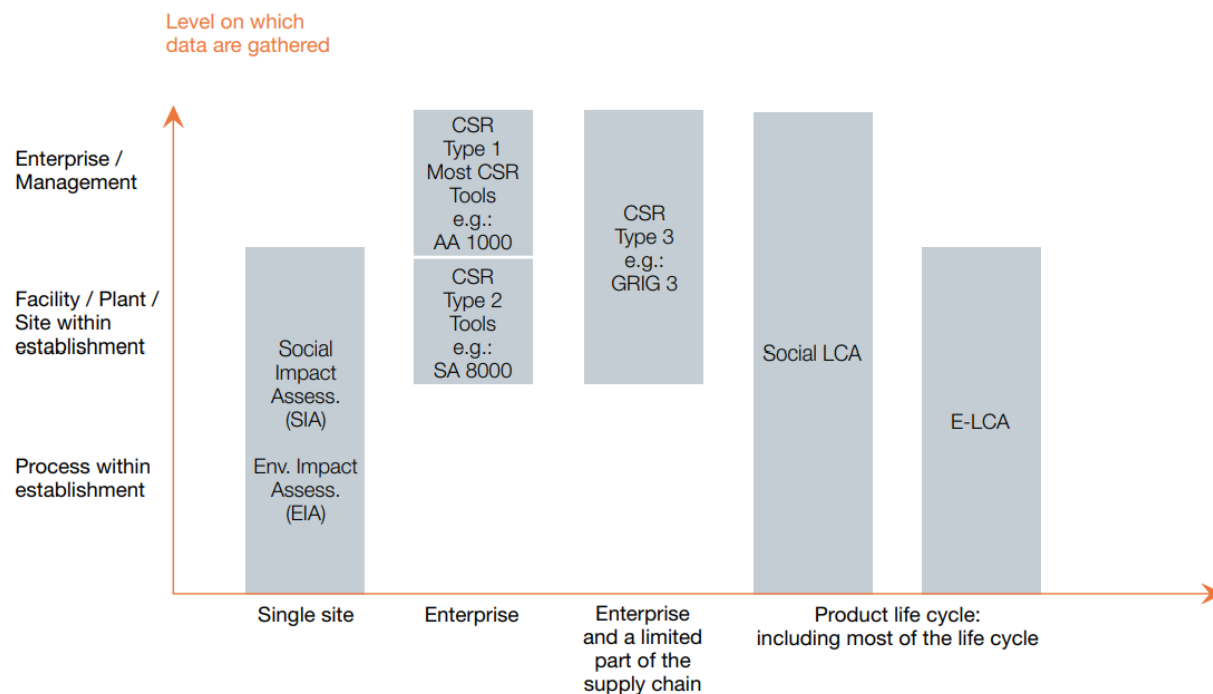 Level on which
data are gathered
Enterprise /
Management
Facility / Plant /
Site within
establishment
Process within
establishment
Social
Impact
Assess.
(SIA)
Env. Impact
Assess.
(EIA)
CSR
Type 1
Most CSR
Tools
e.g.:
AA 1000
CSR
Type 2
Tools
e.g.:
SA 8000
CSR
Type 3
e.g.:
GRIG 3
Social LCA
E-LCA
Single site
Enterprise
Enterprise
and a limited
part of the
supply chain
Product life cycle:
including most of the life cycle